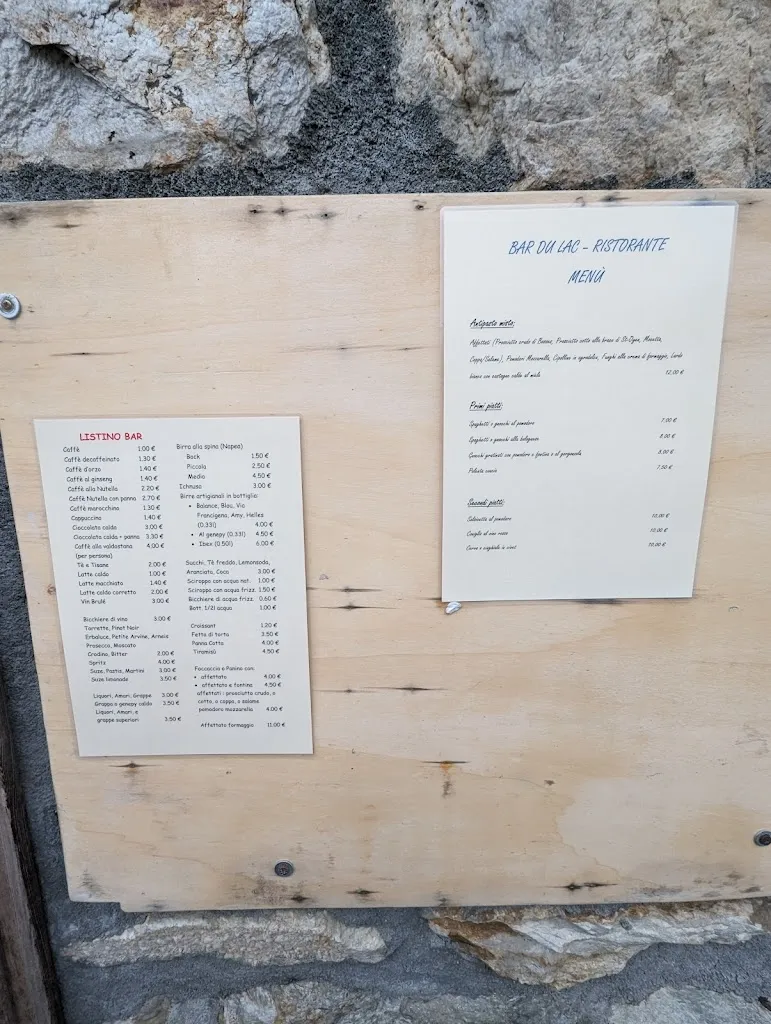 LISTINO BAR
Caffè 1.00 €
Caffè decaffeinato 1.30 €
Caffè d'orzo 1.40 €
Caffè al ginseng 1.40 €
Caffè alla Nutella 2.20 €
Caffè Nutella con panna 2.70 €
Caffè marocchino 1.30 €
Cappuccino 1.40 €
Cioccolata calda 3.00 €
Cioccolata calda + panna 3.30 €
Caffè alla valdostana 4,00 €
(per persona)
Tè e Tisane 2.00 €
Latte caldo 1.00 €
Latte macchiato 1.40 €
Latte caldo corretto 2.00 €
Vin Brulé 3.00 €
Bicchiere di vino 3.00 €
Torrette, Pinot Noir
Erbaluce, Petite Arvine, Arneis
Prosecco, Moscato
Crodino, Bitter 2.00 €
Spritz 4.00 €
Suze, Pastis, Martini 3.00 €
Suze limonade 3.50 €
Liquori, Amari, Grappe 3.00 €
Grappa o genepy caldo 3.50 €
Liquori, Amari, e
grappe superiori 3.50 €
Birra alla spina (Napea)
Bock 1.50 €
Piccola 2.50 €
Media 4.50 €
Ichnusa 3.00 €
Birre artigianali in bottiglia:
• Balance, Blou, Via
Francigena, Amy, Helles
(0.33l) 4.00 €
• Al genepy (0.33l) 4.50 €
• Ibex (0.50l) 6.00 €
Succhi, Tè freddo, Lemonsoda,
Aranciata, Coca 3.00 €
Sciroppo con acqua nat. 1.00 €
Sciroppo con acqua frizz. 1.50 €
Bicchiere di acqua frizz. 0.60 €
Bott. 1/2l acqua 1.00 €
Croissant 1.20 €
Fetta di torta 3.50 €
Panna Cotta 4.00 €
Tiramisù 4.50 €
Foccaccia e Panino con:
• affettato 4.00 €
• affettato e fontina 4.50 €
affettati : prosciutto crudo, o
cotto, o coppa, o salame
pomodoro mozzarella 4.00 €
Affettato formaggio 11.00 €
BAR DU LAC – RISTORANTE
MENÙ
Antipasto misto:
Affettati (Prosciutto crudo di Bosses, Prosciutto cotto alla brace di St-Oyen, Mocetta,
Coppa/Salame), Pomodori Mozzarella, Cipolline in agrodolce, Funghi alla crema di formaggio, Lardo
bianco con castagne calde al miele 12,00 €
Primi piatti:
Spaghetti o gnocchi al pomodoro 7.00 €
Spaghetti o gnocchi alla bolognese 8.00 €
Gnocchi gratinati con pomodoro e fontina o al gorgonzola 8.00 €
Polenta concia 7.50 €
Secondi piatti:
Salsiccetta al pomodoro 10.00 €
Coniglio al vino rosso 10.00 €
Cervo o cinghiale in civet 10.00 €